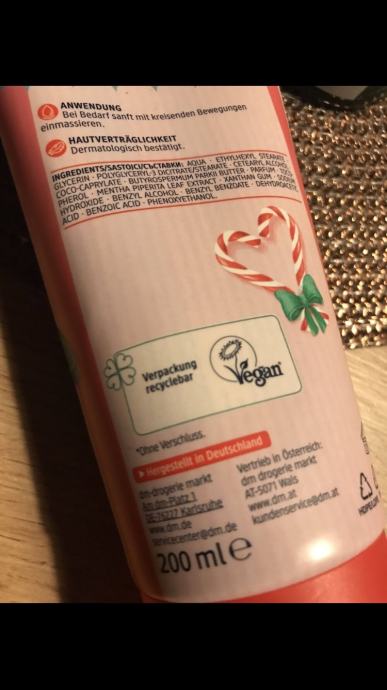 ANWENDUNG
Bei Bedarf sanft mit kreisenden Bewegungen
einmassieren.
HAUTVERTRÄGLICHKEIT
Dermatologisch bestätigt.
INGREDIENTS/SASTOJCI/СЪСТАВКИ: AQUA · ETHYLHEXYL STEARATE
GLYCERIN · POLYGLYCERYL-3 DICITRATE/STEARATE · CETEARYL ALCOHOL
COCO-CAPRYLATE · BUTYROSPERMUM PARKII BUTTER · PARFUM · TOCO
PHEROL · MENTHA PIPERITA LEAF EXTRACT · XANTHAN GUM · SODIUM
HYDROXIDE · BENZYL ALCOHOL · BENZYL BENZOATE · DEHYDROACETIC
ACID · BENZOIC ACID · PHENOXYETHANOL.
Verpackung
recyclebar
Vegan
*Ohne Verschluss.
Hergestellt in Deutschland
dm-drogerie markt
Am dm-Platz 1
DE-76227 Karlsruhe
www.dm.de
servicecenter@dm.de
Vertrieb in Österreich:
dm drogerie markt
AT-5071 Wals
www.dm.at
kundenservice@dm.at
200 ml e